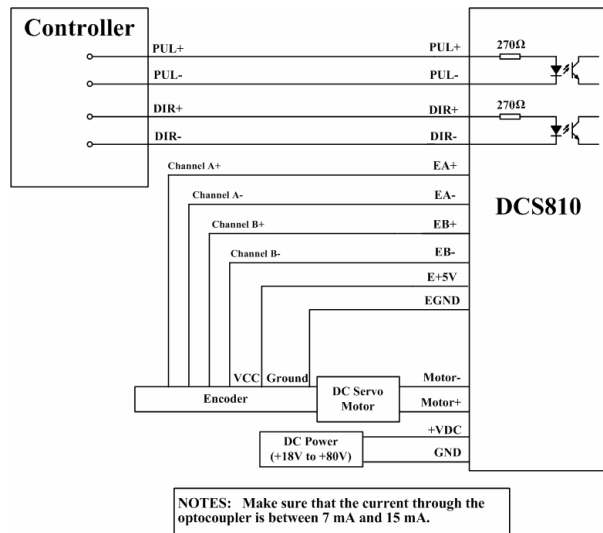 Controller
PUL+ PUL+ 270Ω
PUL- PUL-
DIR+ DIR+ 270Ω
DIR- DIR-
Channel A+ EA+
Channel A- EA-
DCS810
Channel B+ EB+
Channel B- EB-
E+5V
EGND
VCC Ground Motor-
Encoder
DC Servo
Motor
Motor+
+VDC
DC Power
(+18V to +80V)
GND
NOTES: Make sure that the current through the
optocoupler is between 7 mA and 15 mA.